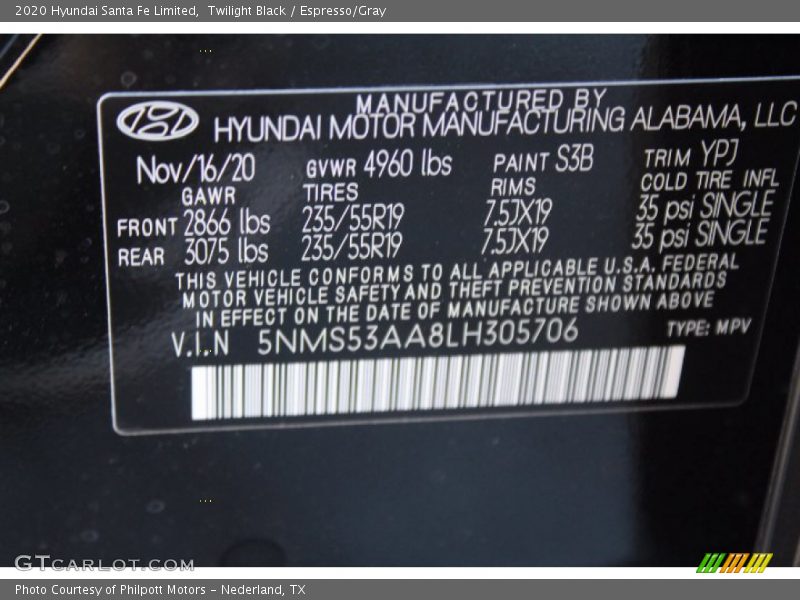 2020 Hyundai Santa Fe Limited, Twilight Black / Espresso/Gray
MANUFACTURED BY
HYUNDAI MOTOR MANUFACTURING ALABAMA, LLC
Nov/16/20 GVWR 4960 lbs PAINT S3B TRIM YPJ
GAWR TIRES RIMS COLD TIRE INFL
FRONT 2866 lbs 235/55R19 7.5JX19 35 psi SINGLE
REAR 3075 lbs 235/55R19 7.5JX19 35 psi SINGLE
THIS VEHICLE CONFORMS TO ALL APPLICABLE U.S.A. FEDERAL
MOTOR VEHICLE SAFETY AND THEFT PREVENTION STANDARDS
IN EFFECT ON THE DATE OF MANUFACTURE SHOWN ABOVE
V.I.N 5NMS53AA8LH305706 TYPE: MPV
GTCARLOT.COM
Photo Courtesy of Philpott Motors - Nederland, TX